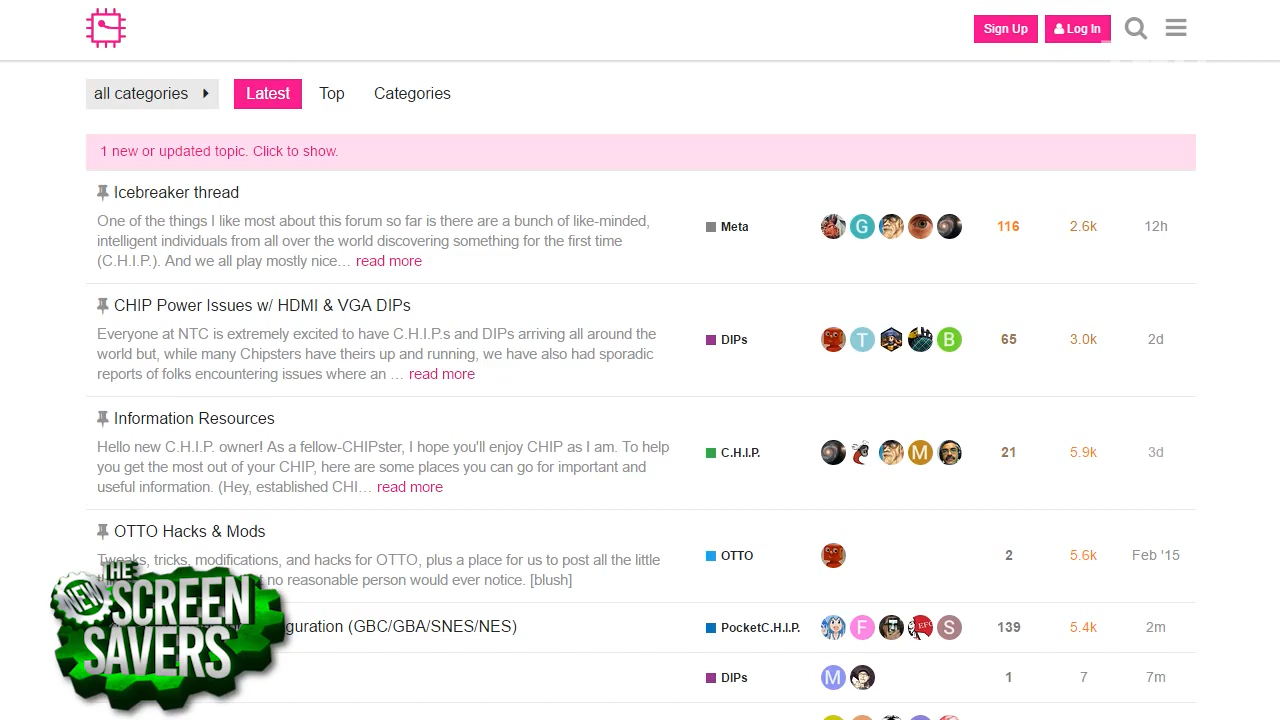 Sign Up
Log In
all categories
Latest
Top
Categories
1 new or updated topic. Click to show.
Icebreaker thread
One of the things I like most about this forum so far is there are a bunch of like-minded,
intelligent individuals from all over the world discovering something for the first time
(C.H.I.P.). And we all play mostly nice… read more
Meta
G
116
2.6k
12h
CHIP Power Issues w/ HDMI & VGA DIPs
Everyone at NTC is extremely excited to have C.H.I.P.s and DIPs arriving all around the
world but, while many Chipsters have theirs up and running, we have also had sporadic
reports of folks encountering issues where an … read more
DIPs
T
B
65
3.0k
2d
Information Resources
Hello new C.H.I.P. owner! As a fellow-CHIPster, I hope you'll enjoy CHIP as I am. To help
you get the most out of your CHIP, here are some places you can go for important and
useful information. (Hey, established CHI… read more
C.H.I.P.
M
21
5.9k
3d
OTTO Hacks & Mods
Tweaks, tricks, modifications, and hacks for OTTO, plus a place for us to post all the little
no reasonable person would ever notice. [blush]
OTTO
2
5.6k
Feb '15
(GBC/GBA/SNES/NES)
PocketC.H.I.P.
F
EFC
S
139
5.4k
2m
DIPs
M
1
7
7m
THE
NEW
SCREEN
SAVERS